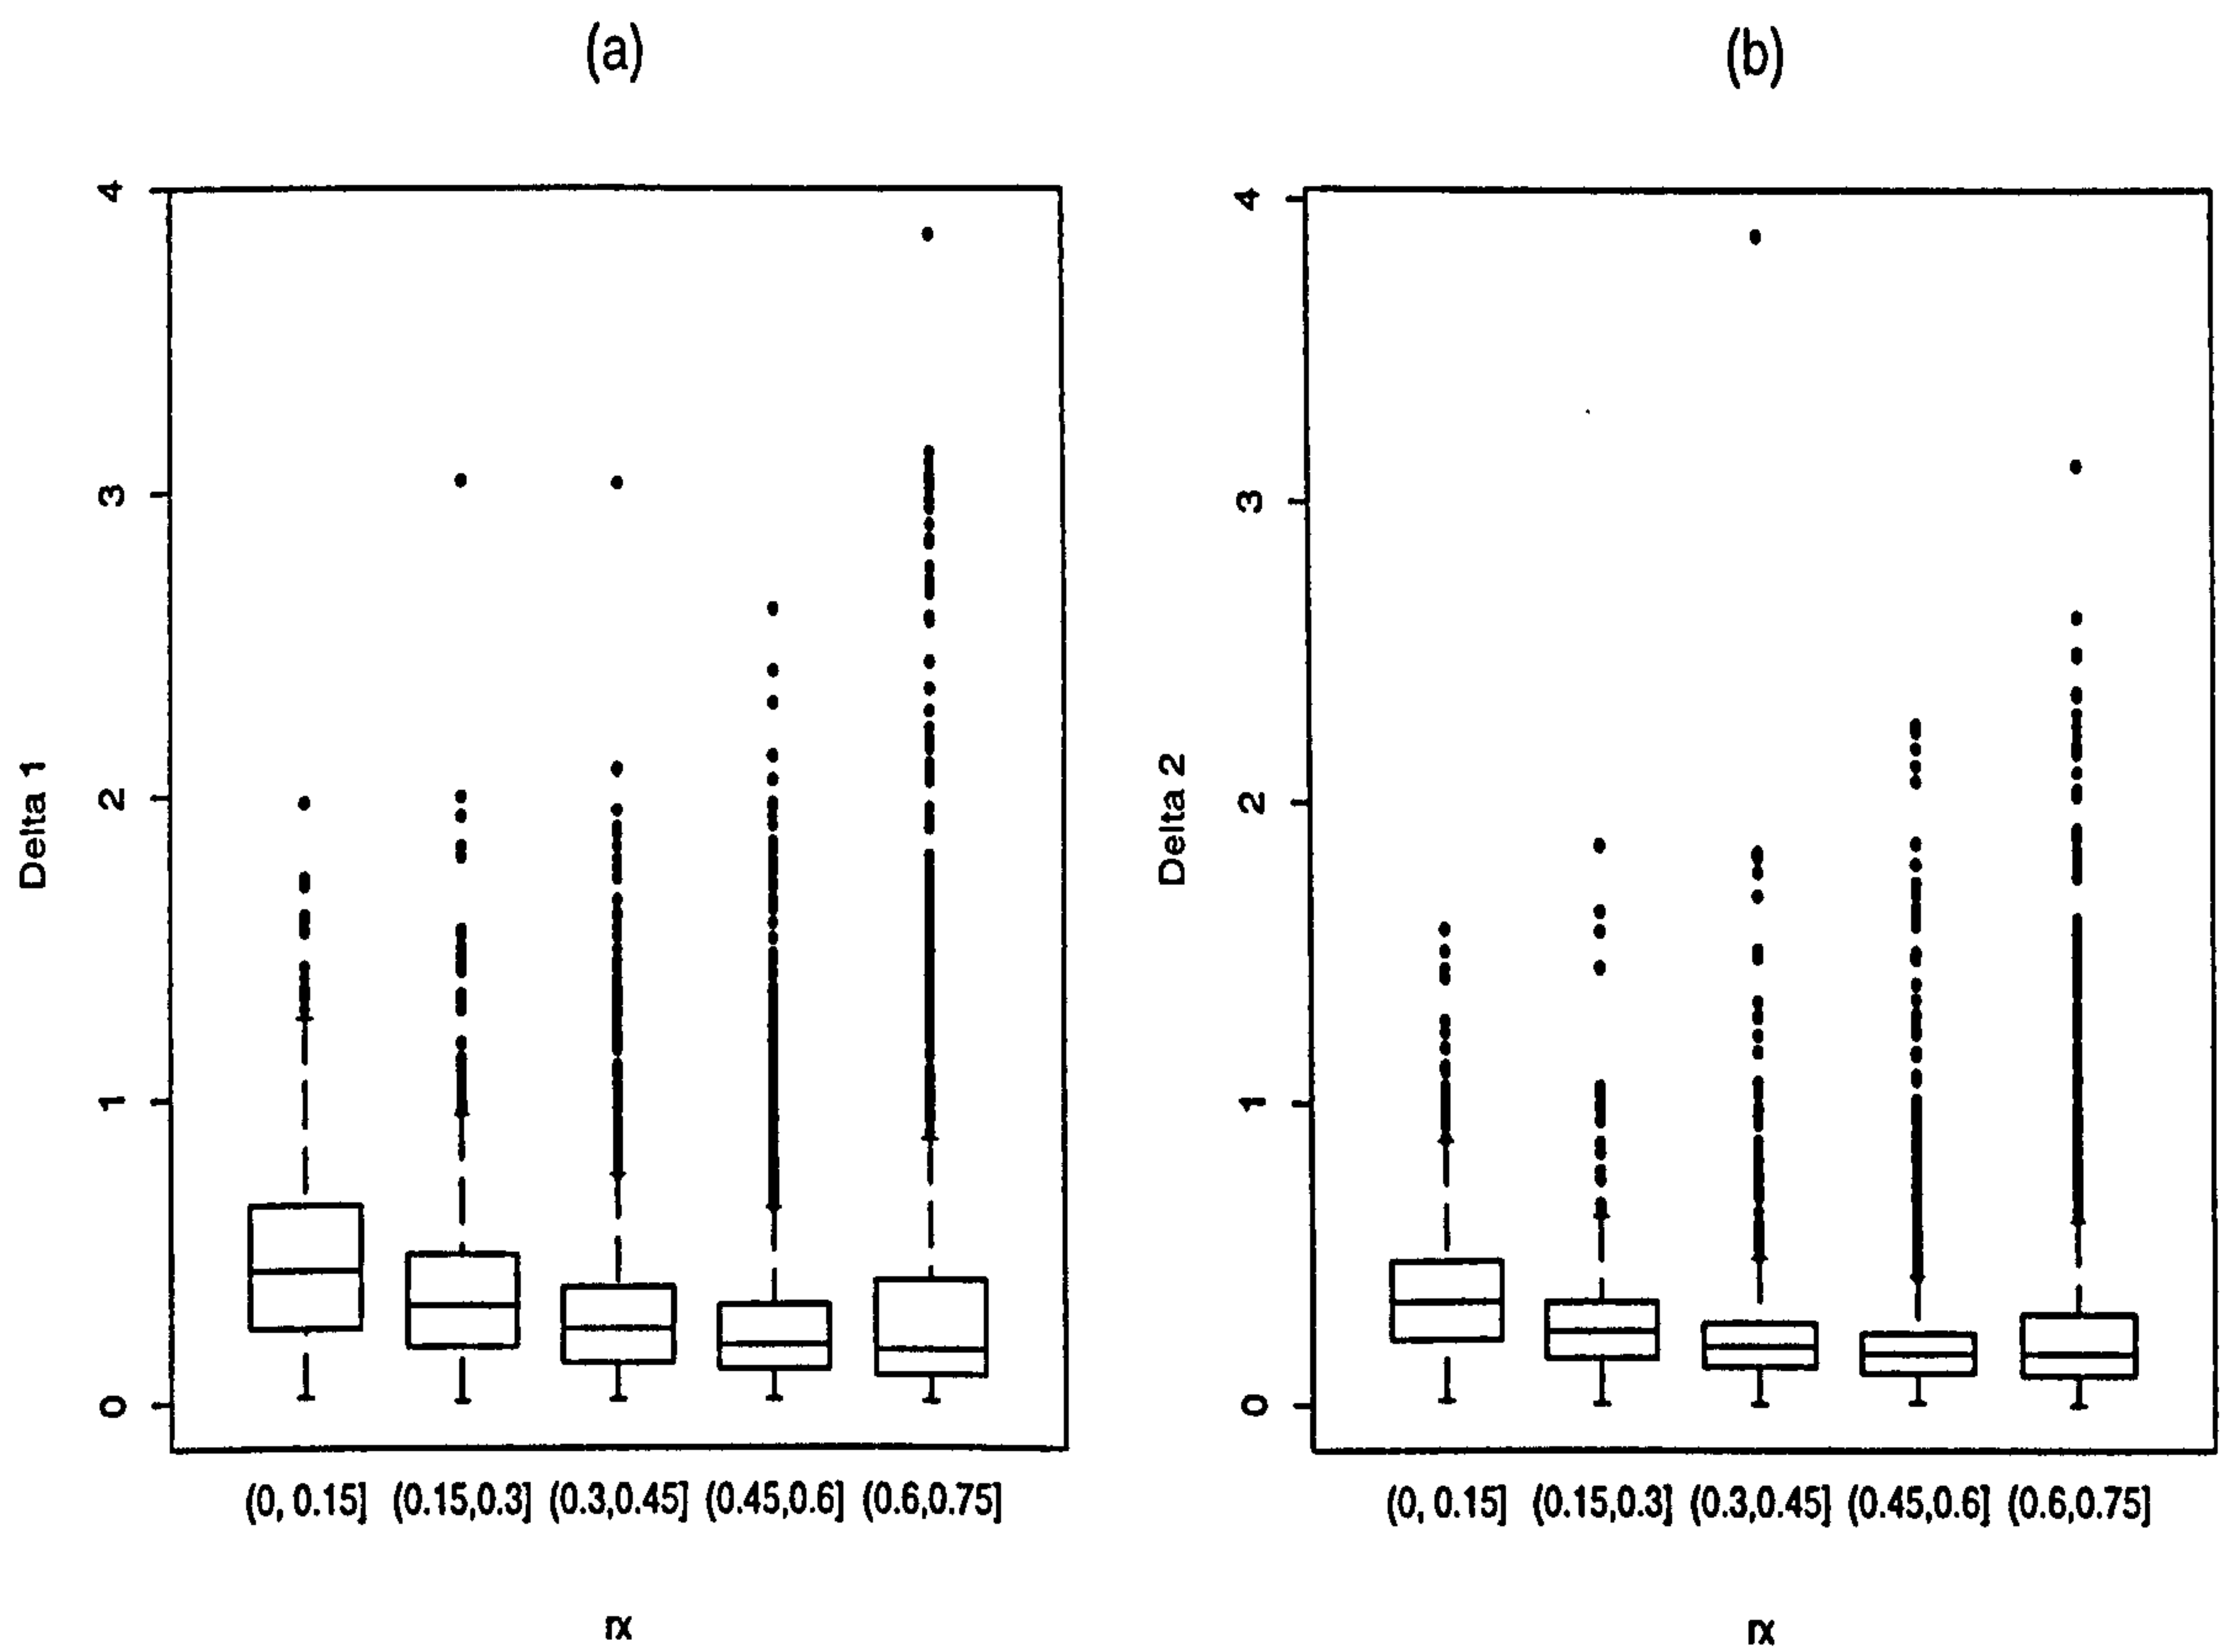 (a)
Delta 1
4
3
2
1
0
(0, 0.15] (0.15,0.3] (0.3,0.45] (0.45,0.6] (0.6,0.75]
rx
(b)
Delta 2
4
3
2
1
0
(0, 0.15] (0.15,0.3] (0.3,0.45] (0.45,0.6] (0.6,0.75]
rx